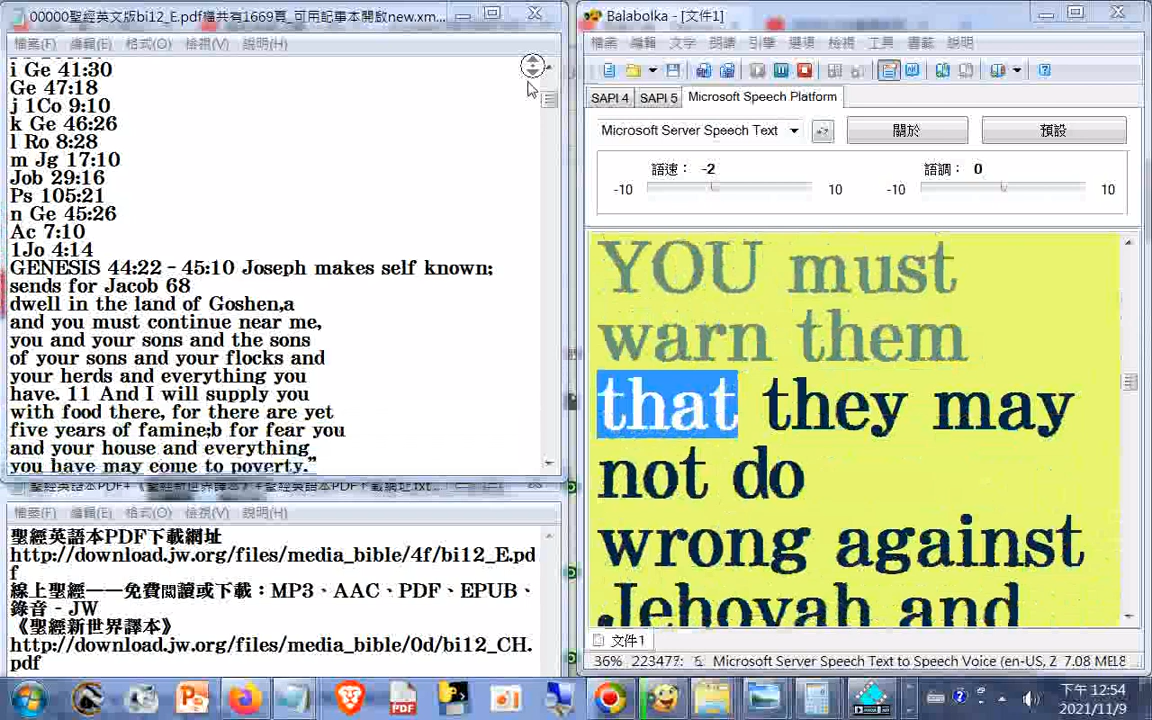 00000聖經英文版bi12_E.pdf檔共有1669頁_可用記事本開啟new.xm...
檔案(F) 編輯(E) 格式(O) 檢視(V) 說明(H)
i Ge 41:30
Ge 47:18
j 1Co 9:10
k Ge 46:26
l Ro 8:28
m Jg 17:10
Job 29:16
Ps 105:21
n Ge 45:26
Ac 7:10
1Jo 4:14
GENESIS 44:22–45:10 Joseph makes self known;
sends for Jacob 68
dwell in the land of Goshen,a
and you must continue near me,
you and your sons and the sons
of your sons and your flocks and
your herds and everything you
have. 11 And I will supply you
with food there, for there are yet
five years of famine;b for fear you
and your house and everything
you have may come to poverty."
檔案(F) 編輯(E) 格式(O) 檢視(V) 說明(H)
聖經英語本PDF下載網址
http://download.jw.org/files/media_bible/4f/bi12_E.pd
f
線上聖經——免費閱讀或下載：MP3、AAC、PDF、EPUB、
錄音 - JW
《聖經新世界譯本》
http://download.jw.org/files/media_bible/0d/bi12_CH.
pdf
Balabolka - [文件1]
檔案 編輯 文字 朗讀 引擎 選項 檢視 工具 書籤 說明
SAPI 4 SAPI 5 Microsoft Speech Platform
Microsoft Server Speech Text 關於 預設
語速： -2 語調： 0
-10 10 -10 10
YOU must
warn them
that they may
not do
wrong against
Jehovah and
文件1
36% Microsoft Server Speech Text to Speech Voice (en-US, Z 7.08 MEL8
PDF
下午 12:54
2021/11/9